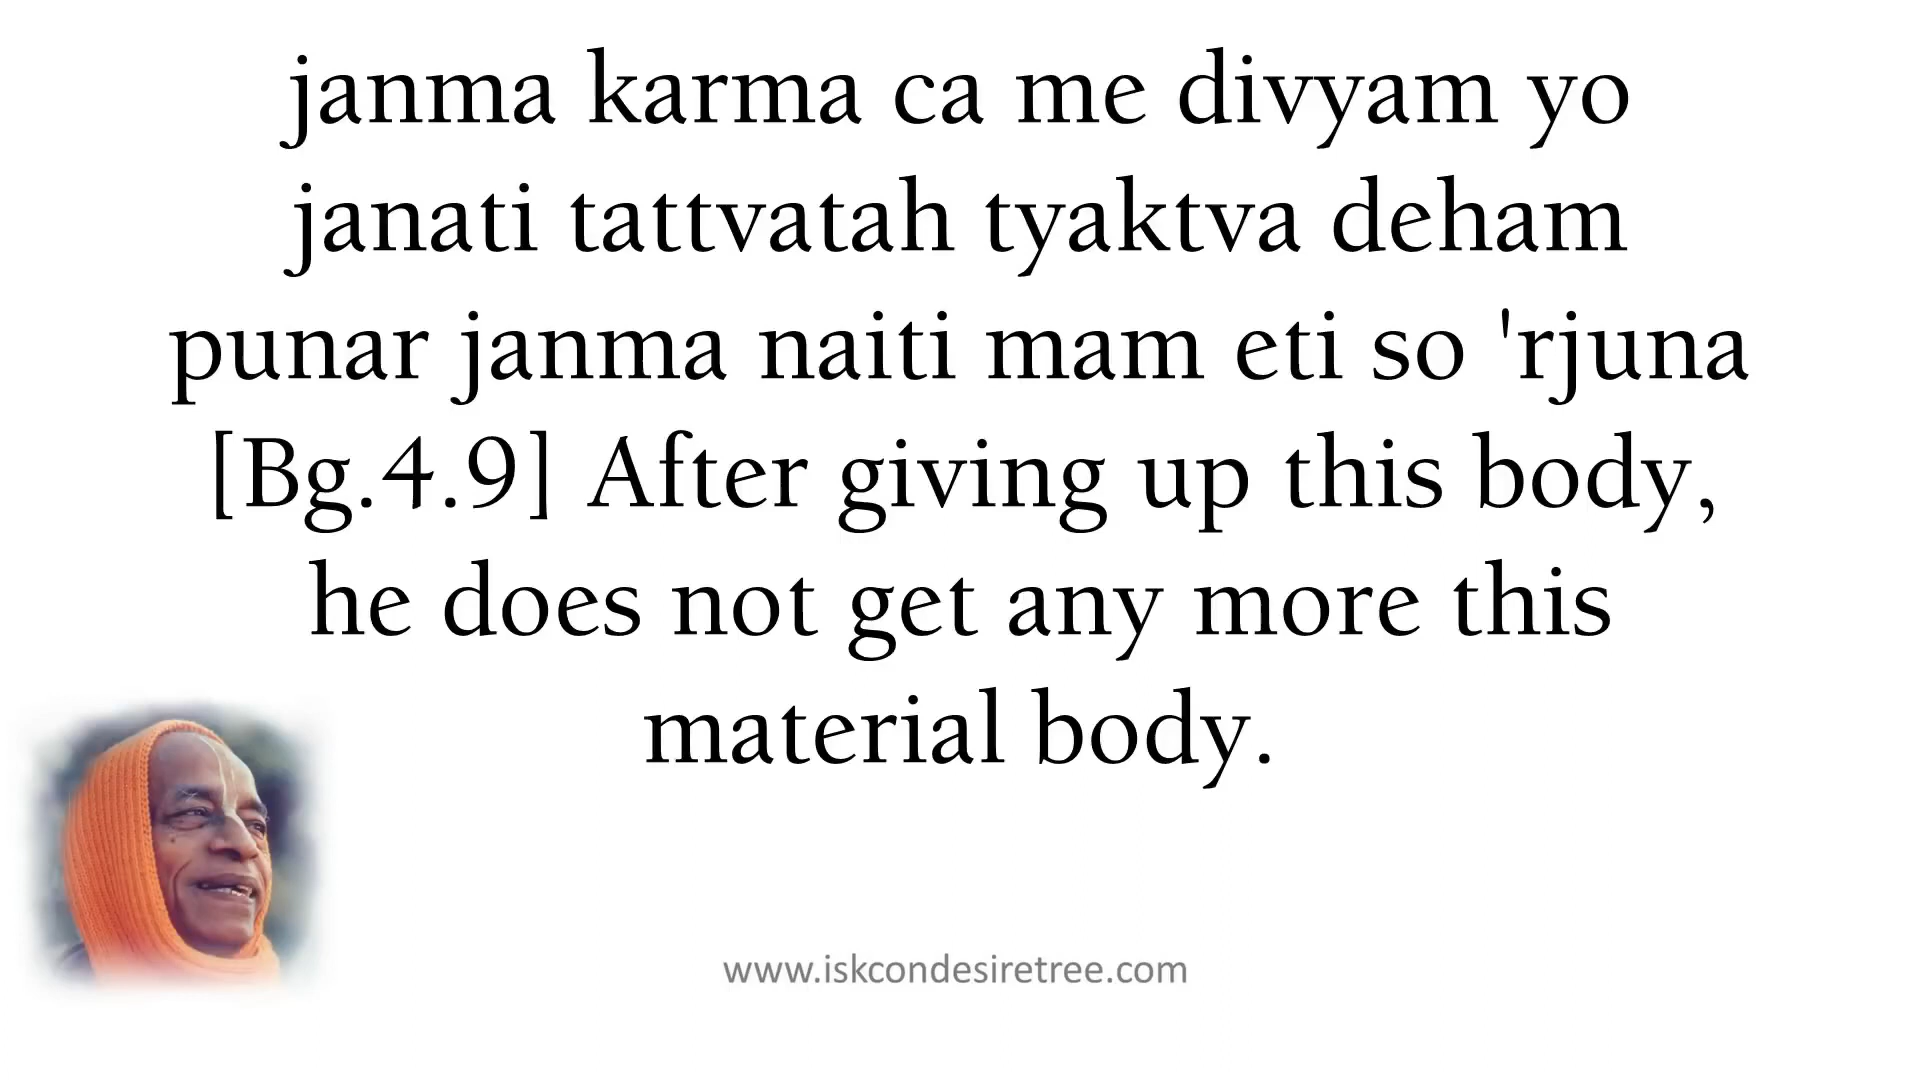 janma karma ca me divyam yo
janati tattvatah tyaktva deham
punar janma naiti mam eti so 'rjuna
[Bg.4.9] After giving up this body,
he does not get any more this
material body.
www.iskcondesiretree.com